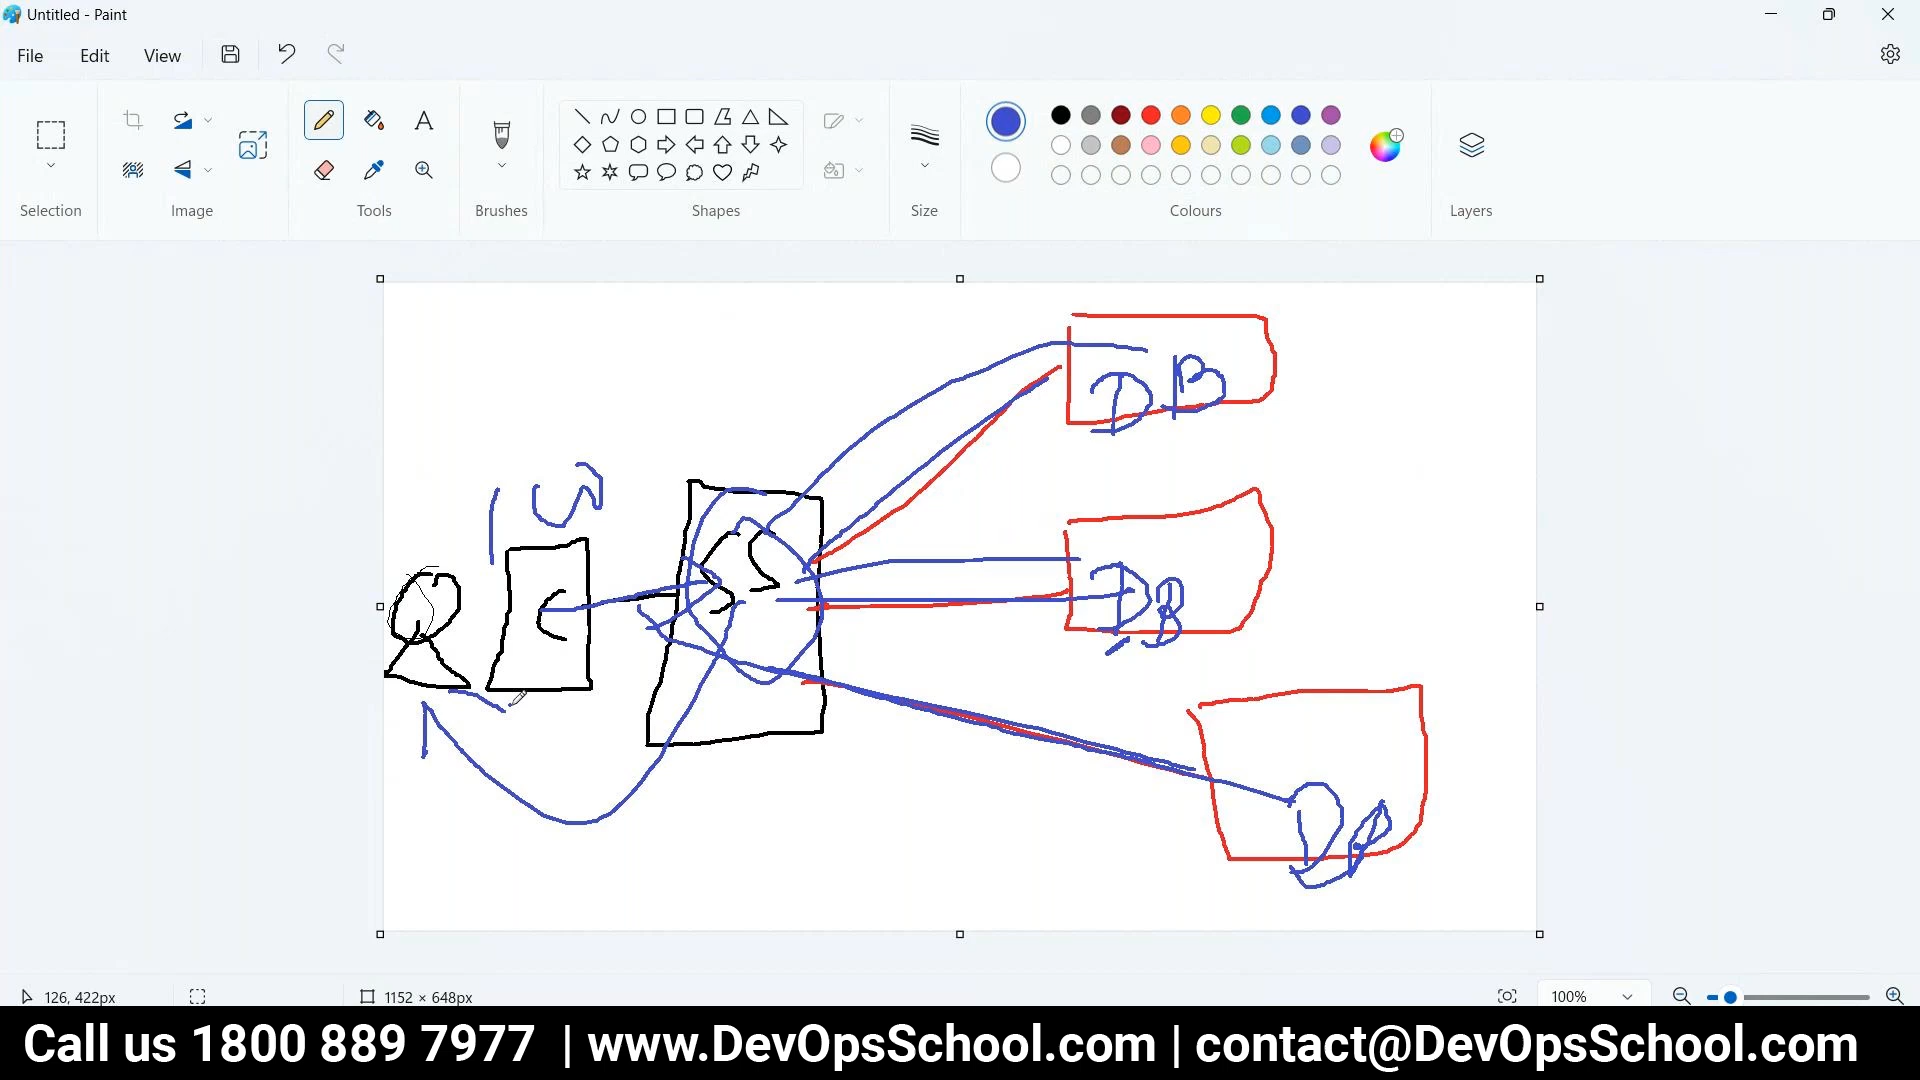 Untitled - Paint
File Edit View
Selection Image Tools Brushes Shapes Size Colours Layers
DB
DB
C
126, 422px 1152 × 648px 100%
Call us 1800 889 7977 | www.DevOpsSchool.com | contact@DevOpsSchool.com